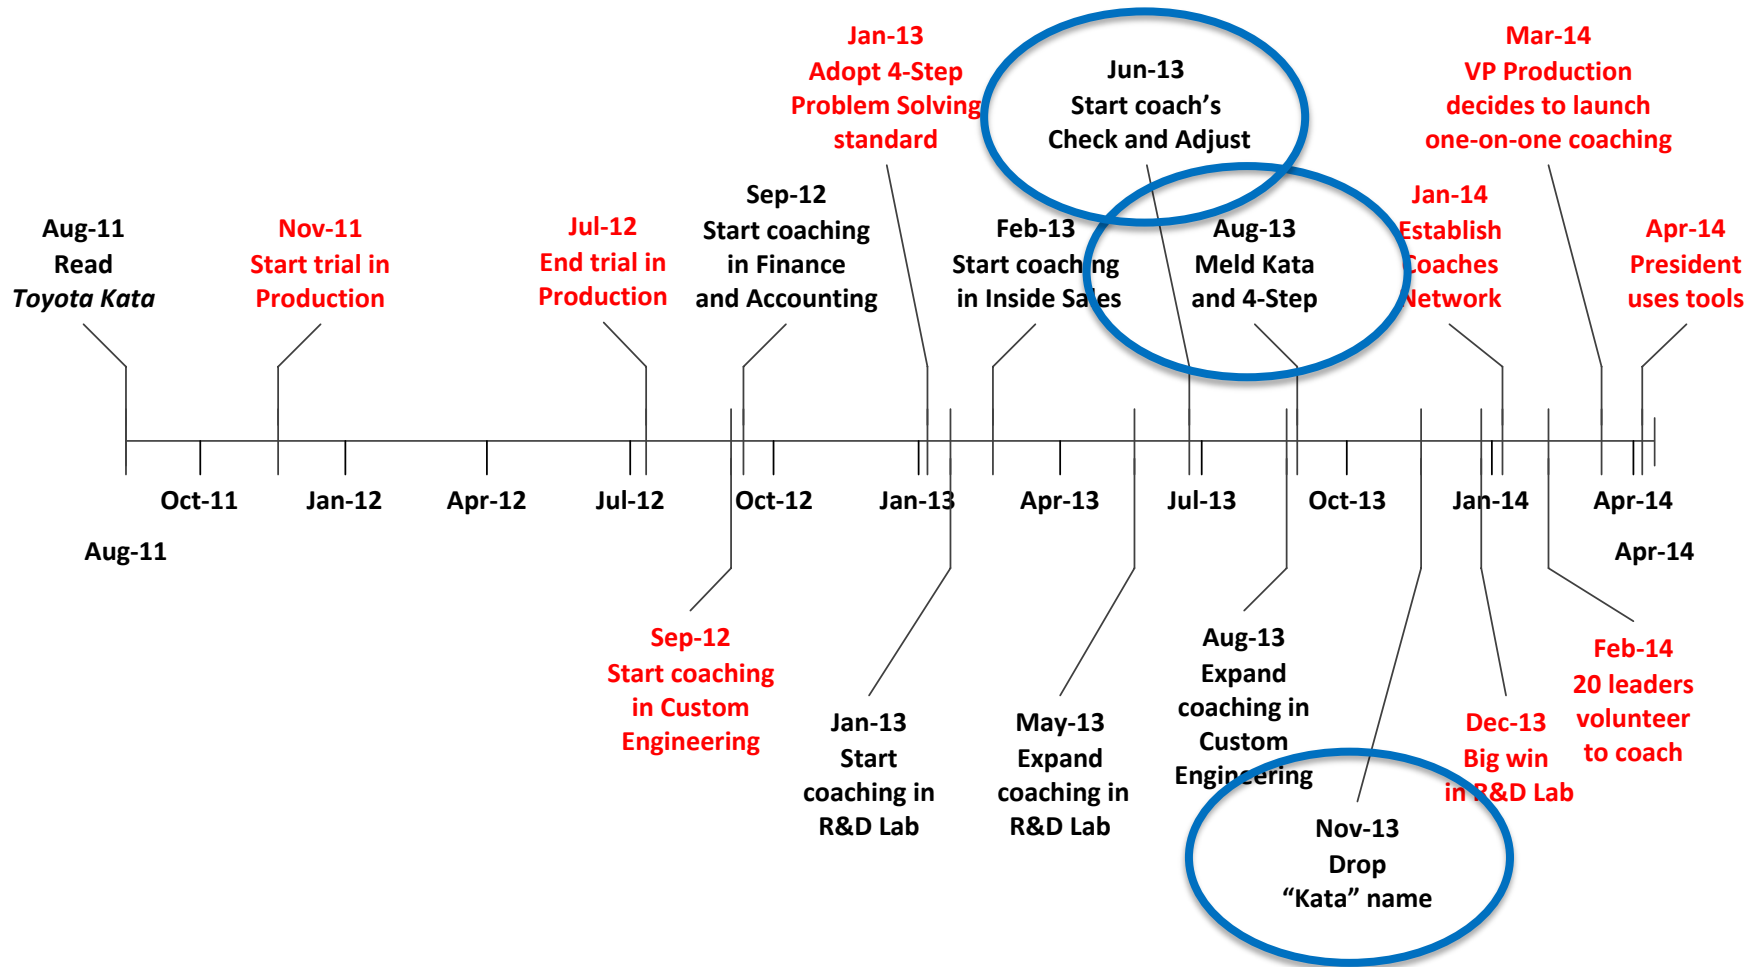 Jan-13
Adopt 4-Step
Problem Solving
standard
Jun-13
Start coach’s
Check and Adjust
Mar-14
VP Production
decides to launch
one-on-one coaching
Aug-11
Read
Toyota Kata
Nov-11
Start trial in
Production
Jul-12
End trial in
Production
Sep-12
Start coaching
in Finance
and Accounting
Feb-13
Start coaching
in Inside Sales
Aug-13
Meld Kata
and 4-Step
Jan-14
Establish
Coaches
Network
Apr-14
President
uses tools
Oct-11
Jan-12
Apr-12
Jul-12
Oct-12
Jan-13
Apr-13
Jul-13
Oct-13
Jan-14
Apr-14
Aug-11
Apr-14
Sep-12
Start coaching
in Custom
Engineering
Jan-13
Start
coaching in
R&D Lab
May-13
Expand
coaching in
R&D Lab
Aug-13
Expand
coaching in
Custom
Engineering
Nov-13
Drop
“Kata” name
Dec-13
Big win
in R&D Lab
Feb-14
20 leaders
volunteer
to coach